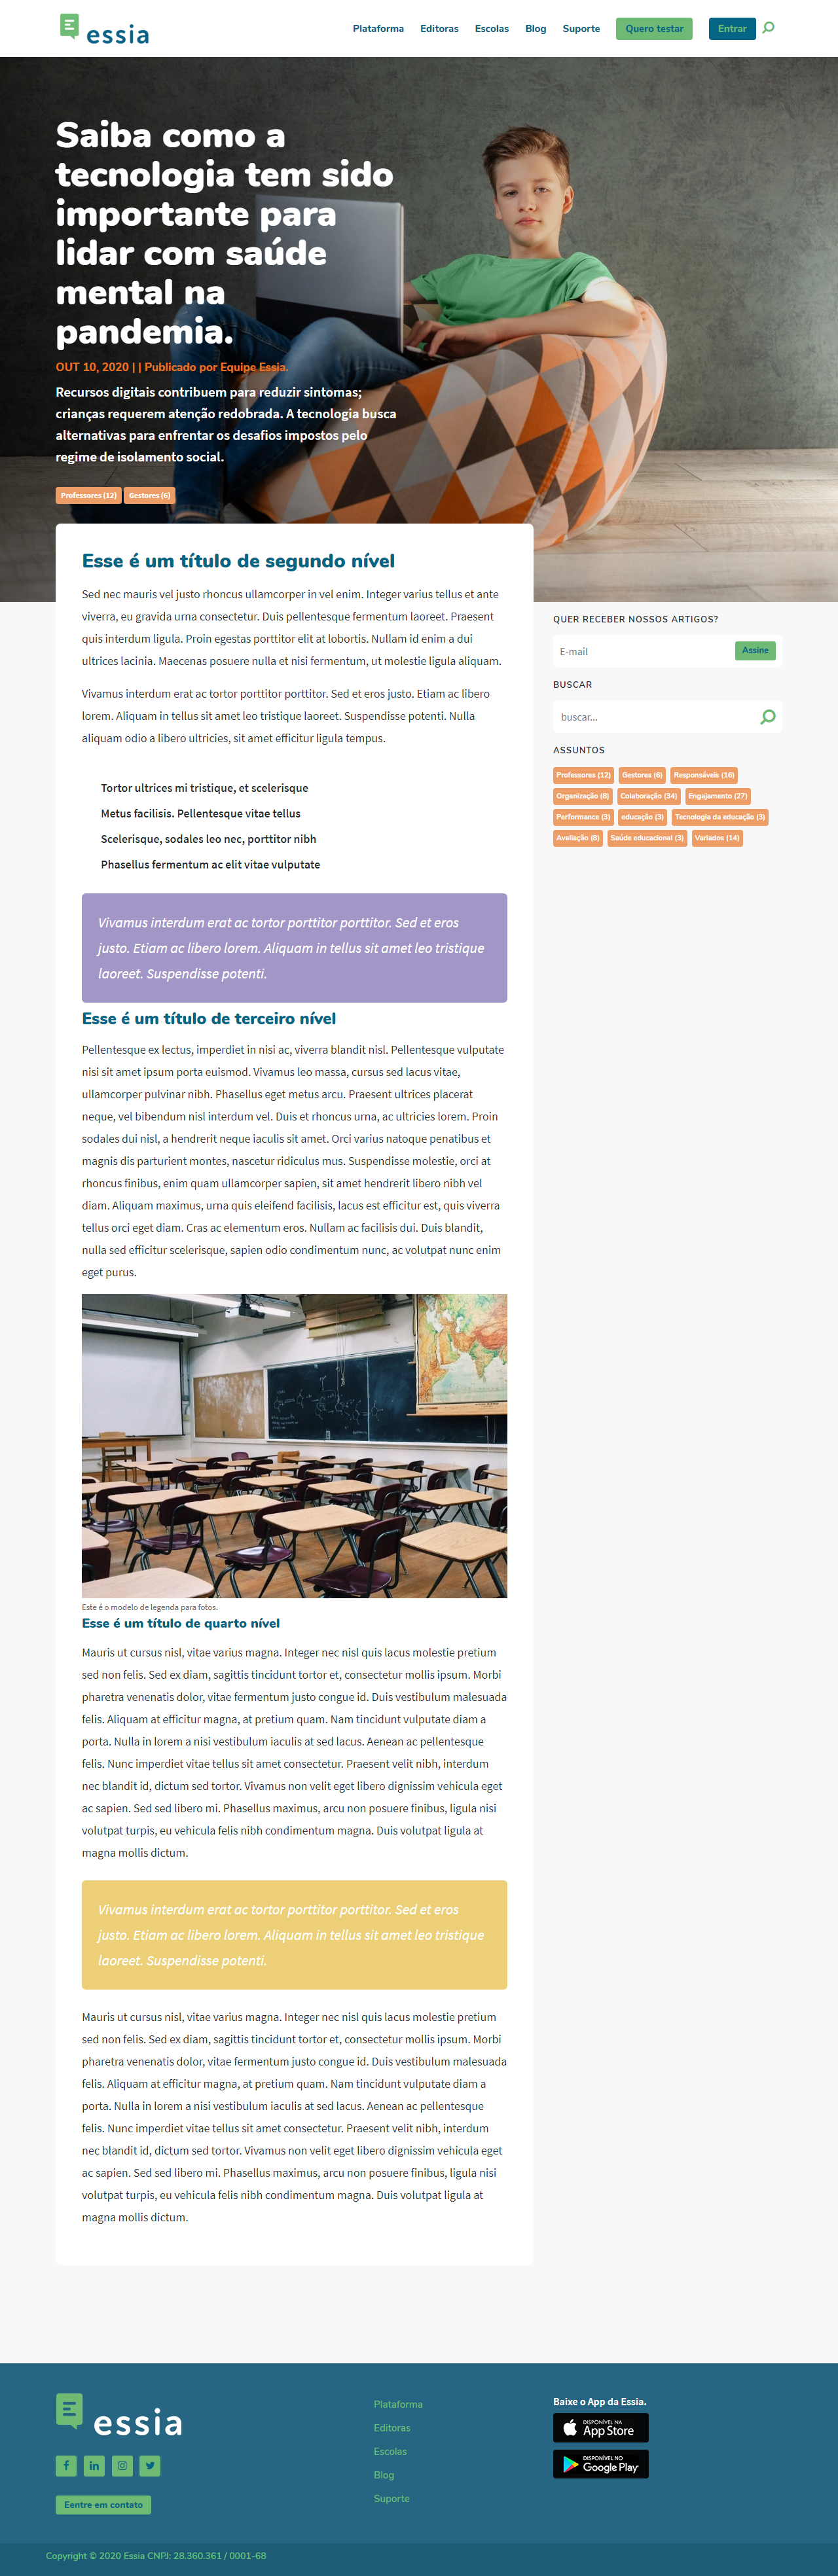 essia
Plataforma Editoras Escolas Blog Suporte Quero testar Entrar
Saiba como a
tecnologia tem sido
importante para
lidar com saúde
mental na
pandemia.
OUT 10, 2020 | | Publicado por Equipe Essia.
Recursos digitais contribuem para reduzir sintomas;
crianças requerem atenção redobrada. A tecnologia busca
alternativas para enfrentar os desafios impostos pelo
regime de isolamento social.
Professores (12) Gestores (6)
Esse é um título de segundo nível
Sed nec mauris vel justo rhoncus ullamcorper in vel enim. Integer varius tellus et ante
viverra, eu gravida urna consectetur. Duis pellentesque fermentum laoreet. Praesent
quis interdum ligula. Proin egestas porttitor elit at lobortis. Nullam id enim a dui
ultrices lacinia. Maecenas posuere nulla et nisi fermentum, ut molestie ligula aliquam.
Vivamus interdum erat ac tortor porttitor porttitor. Sed et eros justo. Etiam ac libero
lorem. Aliquam in tellus sit amet leo tristique laoreet. Suspendisse potenti. Nulla
aliquam odio a libero ultricies, sit amet efficitur ligula tempus.
Tortor ultrices mi tristique, et scelerisque
Metus facilisis. Pellentesque vitae tellus
Scelerisque, sodales leo nec, porttitor nibh
Phasellus fermentum ac elit vitae vulputate
Vivamus interdum erat ac tortor porttitor porttitor. Sed et eros
justo. Etiam ac libero lorem. Aliquam in tellus sit amet leo tristique
laoreet. Suspendisse potenti.
Esse é um título de terceiro nível
Pellentesque ex lectus, imperdiet in nisi ac, viverra blandit nisl. Pellentesque vulputate
nisi sit amet ipsum porta euismod. Vivamus leo massa, cursus sed lacus vitae,
ullamcorper pulvinar nibh. Phasellus eget metus arcu. Praesent ultrices placerat
neque, vel bibendum nisl interdum vel. Duis et rhoncus urna, ac ultricies lorem. Proin
sodales dui nisl, a hendrerit neque iaculis sit amet. Orci varius natoque penatibus et
magnis dis parturient montes, nascetur ridiculus mus. Suspendisse molestie, orci at
rhoncus finibus, enim quam ullamcorper sapien, sit amet hendrerit libero nibh vel
diam. Aliquam maximus, urna quis eleifend facilisis, lacus est efficitur est, quis viverra
tellus orci eget diam. Cras ac elementum eros. Nullam ac facilisis dui. Duis blandit,
nulla sed efficitur scelerisque, sapien odio condimentum nunc, ac volutpat nunc enim
eget purus.
Este é o modelo de legenda para fotos.
Esse é um título de quarto nível
Mauris ut cursus nisl, vitae varius magna. Integer nec nisl quis lacus molestie pretium
sed non felis. Sed ex diam, sagittis tincidunt tortor et, consectetur mollis ipsum. Morbi
pharetra venenatis dolor, vitae fermentum justo congue id. Duis vestibulum malesuada
felis. Aliquam at efficitur magna, at pretium quam. Nam tincidunt vulputate diam a
porta. Nulla in lorem a nisi vestibulum iaculis at sed lacus. Aenean ac pellentesque
felis. Nunc imperdiet vitae tellus sit amet consectetur. Praesent velit nibh, interdum
nec blandit id, dictum sed tortor. Vivamus non velit eget libero dignissim vehicula eget
ac sapien. Sed sed libero mi. Phasellus maximus, arcu non posuere finibus, ligula nisi
volutpat turpis, eu vehicula felis nibh condimentum magna. Duis volutpat ligula at
magna mollis dictum.
Vivamus interdum erat ac tortor porttitor porttitor. Sed et eros
justo. Etiam ac libero lorem. Aliquam in tellus sit amet leo tristique
laoreet. Suspendisse potenti.
Mauris ut cursus nisl, vitae varius magna. Integer nec nisl quis lacus molestie pretium
sed non felis. Sed ex diam, sagittis tincidunt tortor et, consectetur mollis ipsum. Morbi
pharetra venenatis dolor, vitae fermentum justo congue id. Duis vestibulum malesuada
felis. Aliquam at efficitur magna, at pretium quam. Nam tincidunt vulputate diam a
porta. Nulla in lorem a nisi vestibulum iaculis at sed lacus. Aenean ac pellentesque
felis. Nunc imperdiet vitae tellus sit amet consectetur. Praesent velit nibh, interdum
nec blandit id, dictum sed tortor. Vivamus non velit eget libero dignissim vehicula eget
ac sapien. Sed sed libero mi. Phasellus maximus, arcu non posuere finibus, ligula nisi
volutpat turpis, eu vehicula felis nibh condimentum magna. Duis volutpat ligula at
magna mollis dictum.
QUER RECEBER NOSSOS ARTIGOS?
E-mail Assine
BUSCAR
buscar...
ASSUNTOS
Professores (12) Gestores (6) Responsáveis (16)
Organização (8) Colaboração (34) Engajamento (27)
Performance (3) educação (3) Tecnologia da educação (3)
Avaliação (8) Saúde educacional (3) Variados (14)
essia
Eentre em contato
Plataforma
Editoras
Escolas
Blog
Suporte
Baixe o App da Essia.
DISPONÍVEL NA
App Store
DISPONÍVEL NO
Google Play
Copyright © 2020 Essia CNPJ: 28.360.361 / 0001-68